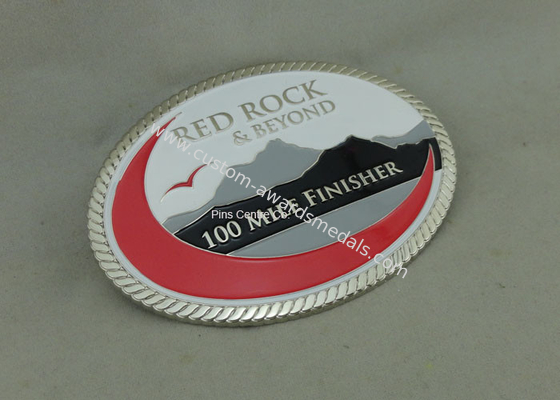 RED ROCK
& BEYOND
100 MILE FINISHER
Pins Centre Co.
www.custom-awardsmedals.com